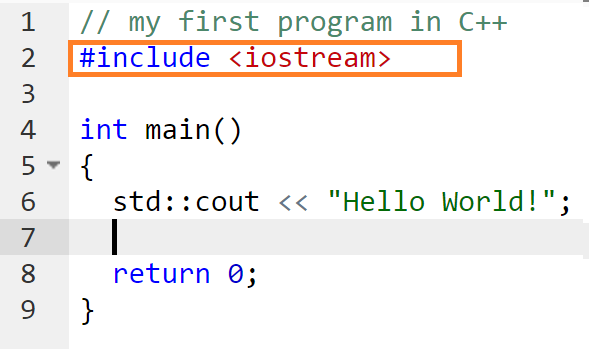 1 // my first program in C++
2 #include <iostream>
3
4 int main()
5 {
6 std::cout << "Hello World!";
7
8 return 0;
9 }